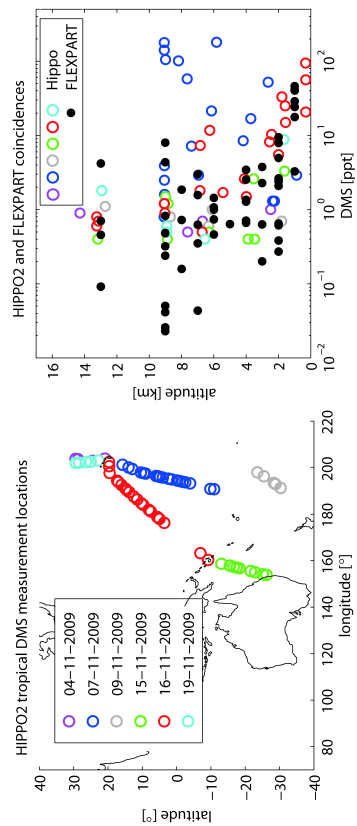 HIPPO2 tropical DMS measurement locations
40
30
20
10
0
−10
−20
−30
−40
latitude [°]
04−11−2009
07−11−2009
09−11−2009
15−11−2009
16−11−2009
19−11−2009
70 80 100 120 140 160 180 200 220
longitude [°]
HIPPO2 and FLEXPART coincidences
16
14
12
10
8
6
4
2
0
altitude [km]
Hippo
FLEXPART
10−2 10−1 100 101 102
DMS [ppt]